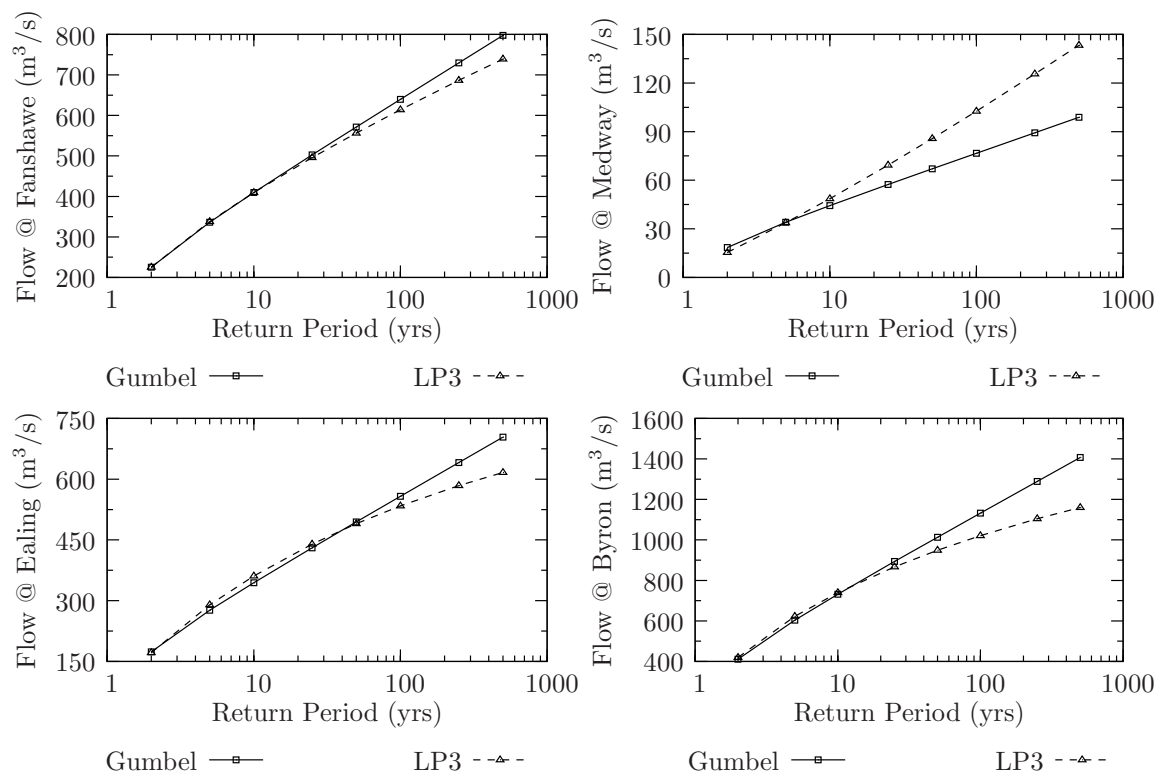 Flow @ Fanshawe (m³/s)
800
700
600
500
400
300
200
1 10 100 1000
Return Period (yrs)
Gumbel LP3
Flow @ Medway (m³/s)
150
120
90
60
30
0
1 10 100 1000
Return Period (yrs)
Gumbel LP3
Flow @ Ealing (m³/s)
750
600
450
300
150
1 10 100 1000
Return Period (yrs)
Gumbel LP3
Flow @ Byron (m³/s)
1600
1400
1200
1000
800
600
400
1 10 100 1000
Return Period (yrs)
Gumbel LP3